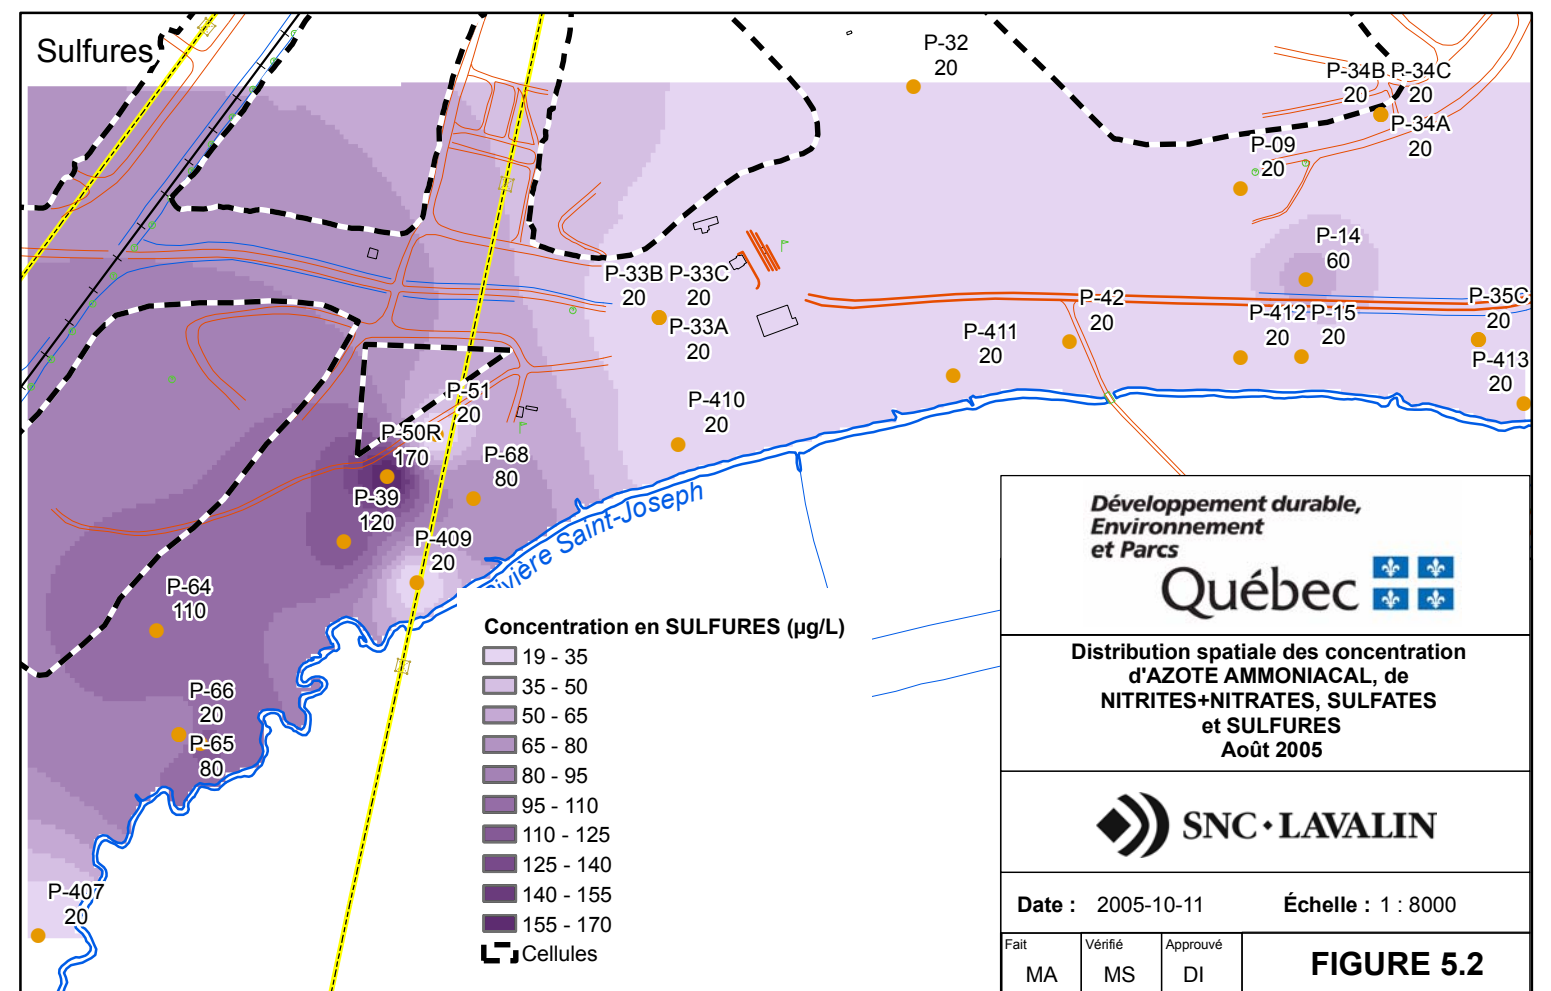 Sulfures
P-32
20
P-34B P-34C
20 20
P-34A
20
P-09
20
P-14
60
P-33B P-33C
20 20
P-33A
20
P-42
20
P-35C
20
P-412 P-15
20 20
P-411
20
P-413
20
P-51
20
P-410
20
P-50R
170
P-68
80
P-39
120
P-409
20
Rivière Saint-Joseph
P-64
110
P-66
20
P-65
80
P-407
20
Concentration en SULFURES (µg/L)
19 - 35
35 - 50
50 - 65
65 - 80
80 - 95
95 - 110
110 - 125
125 - 140
140 - 155
155 - 170
Cellules
Développement durable,
Environnement
et Parcs
Québec
Distribution spatiale des concentration
d'AZOTE AMMONIACAL, de
NITRITES+NITRATES, SULFATES
et SULFURES
Août 2005
SNC•LAVALIN
Date : 2005-10-11 Échelle : 1 : 8000
Fait Vérifié Approuvé
MA MS DI
FIGURE 5.2